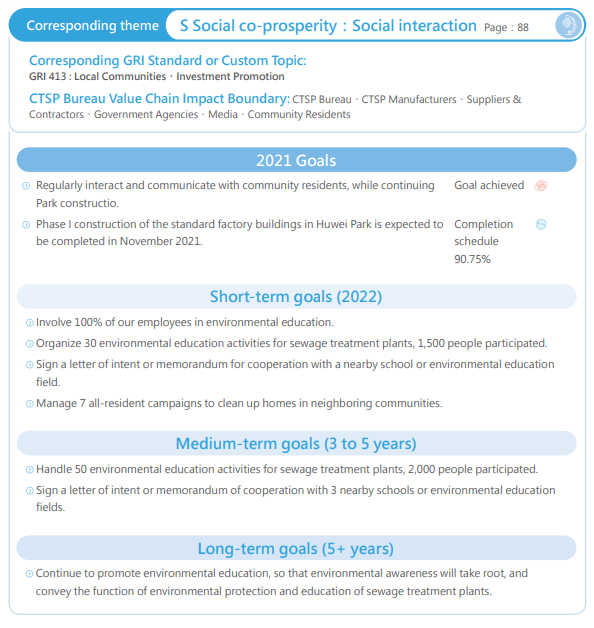 Corresponding theme S Social co-prosperity : Social interaction Page : 88
Corresponding GRI Standard or Custom Topic:
GRI 413 : Local Communities、Investment Promotion
CTSP Bureau Value Chain Impact Boundary: CTSP Bureau、CTSP Manufacturers、Suppliers &
Contractors、Government Agencies、Media、Community Residents
2021 Goals
Regularly interact and communicate with community residents, while continuing Goal achieved
Park constructio.
Phase I construction of the standard factory buildings in Huwei Park is expected to Completion
be completed in November 2021. schedule
90.75%
Short-term goals (2022)
Involve 100% of our employees in environmental education.
Organize 30 environmental education activities for sewage treatment plants, 1,500 people participated.
Sign a letter of intent or memorandum for cooperation with a nearby school or environmental education
field.
Manage 7 all-resident campaigns to clean up homes in neighboring communities.
Medium-term goals (3 to 5 years)
Handle 50 environmental education activities for sewage treatment plants, 2,000 people participated.
Sign a letter of intent or memorandum of cooperation with 3 nearby schools or environmental education
fields.
Long-term goals (5+ years)
Continue to promote environmental education, so that environmental awareness will take root, and
convey the function of environmental protection and education of sewage treatment plants.